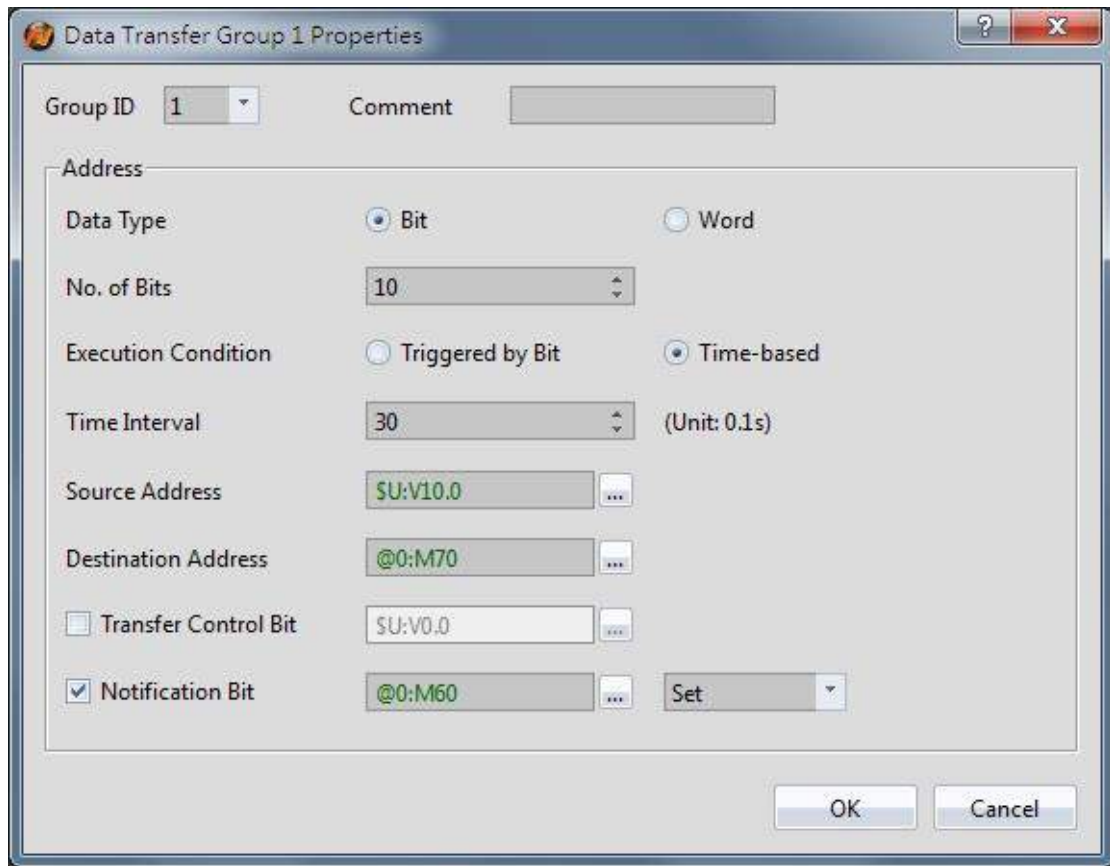 Data Transfer Group 1 Properties
Group ID 1 Comment
Address
Data Type Bit Word
No. of Bits 10
Execution Condition Triggered by Bit Time-based
Time Interval 30 (Unit: 0.1s)
Source Address $U:V10.0 ...
Destination Address @0:M70 ...
Transfer Control Bit $U:V0.0 ...
Notification Bit @0:M60 ... Set
OK Cancel